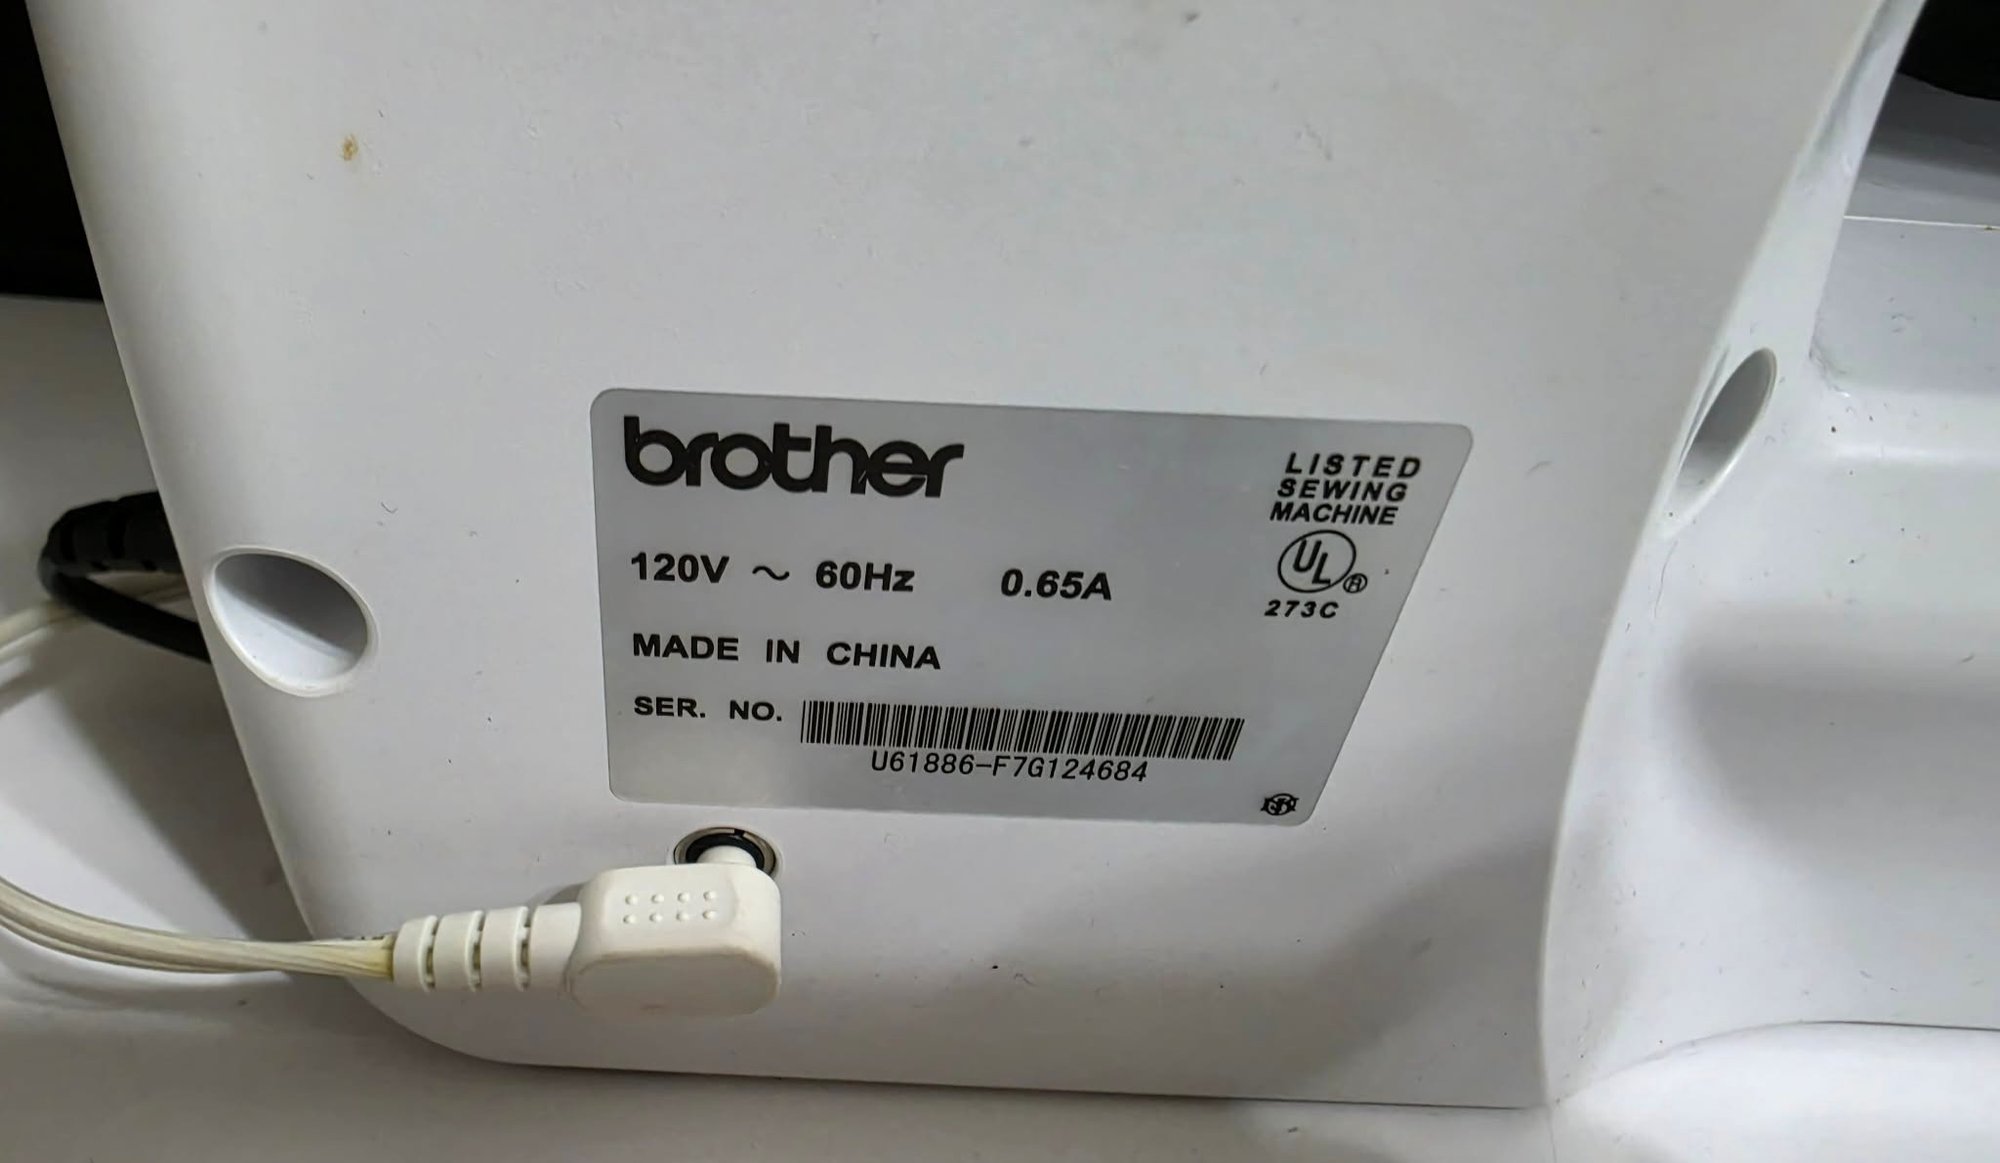 brother
LISTED
SEWING
MACHINE
UL®
273C
120V ～ 60Hz 0.65A
MADE IN CHINA
SER. NO.
U61886-F7G124684